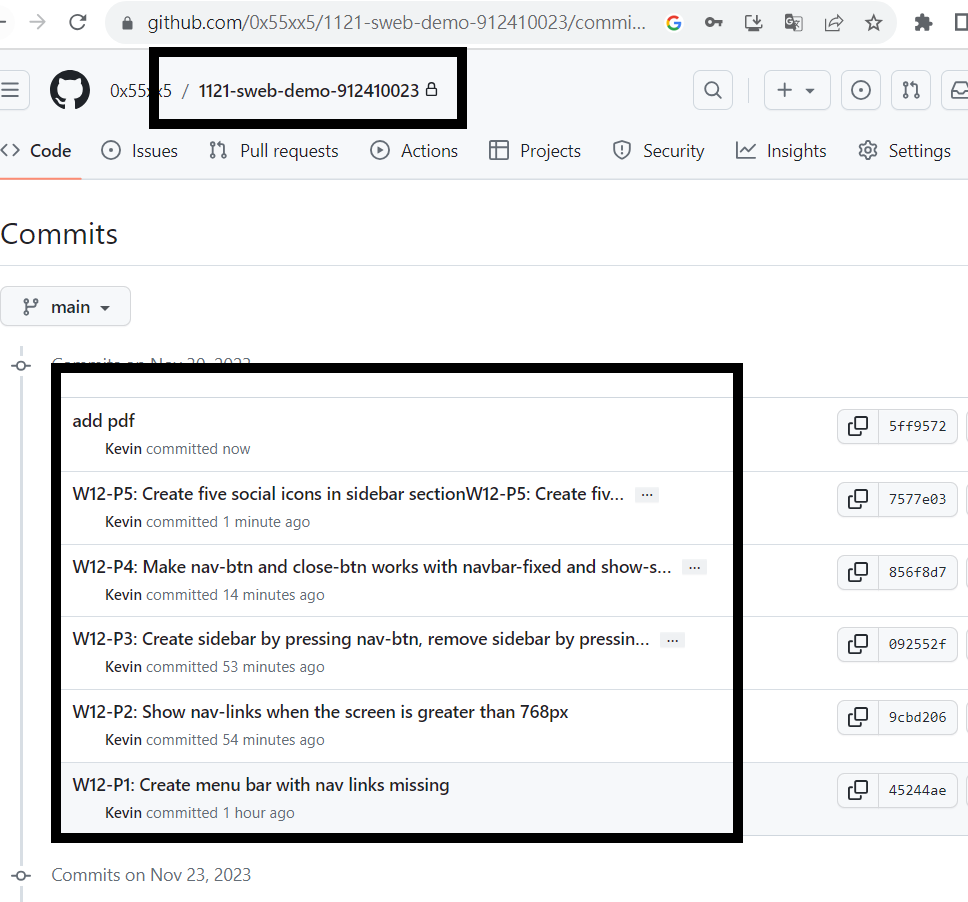 github.com/0x55xx5/1121-sweb-demo-912410023/commi...
0x55xx5 / 1121-sweb-demo-912410023
Code Issues Pull requests Actions Projects Security Insights Settings
Commits
main
Commits on Nov 30, 2023
add pdf
5ff9572
Kevin committed now
W12-P5: Create five social icons in sidebar sectionW12-P5: Create fiv... ...
7577e03
Kevin committed 1 minute ago
W12-P4: Make nav-btn and close-btn works with navbar-fixed and show-s... ...
856f8d7
Kevin committed 14 minutes ago
W12-P3: Create sidebar by pressing nav-btn, remove sidebar by pressin... ...
092552f
Kevin committed 53 minutes ago
W12-P2: Show nav-links when the screen is greater than 768px
9cbd206
Kevin committed 54 minutes ago
W12-P1: Create menu bar with nav links missing
45244ae
Kevin committed 1 hour ago
Commits on Nov 23, 2023